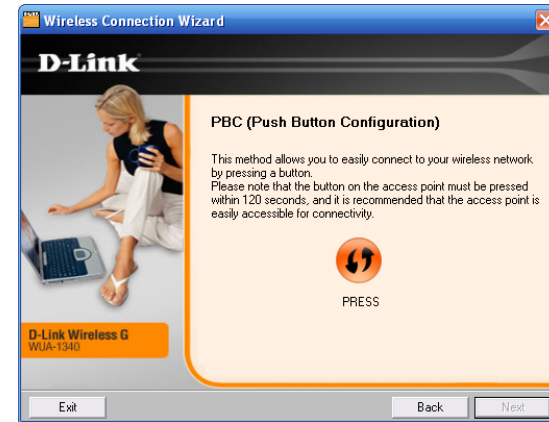 Wireless Connection Wizard
D-Link
PBC (Push Button Configuration)
This method allows you to easily connect to your wireless network
by pressing a button.
Please note that the button on the access point must be pressed
within 120 seconds, and it is recommended that the access point is
easily accessible for connectivity.
PRESS
D-Link Wireless G
WUA-1340
Exit
Back
Next